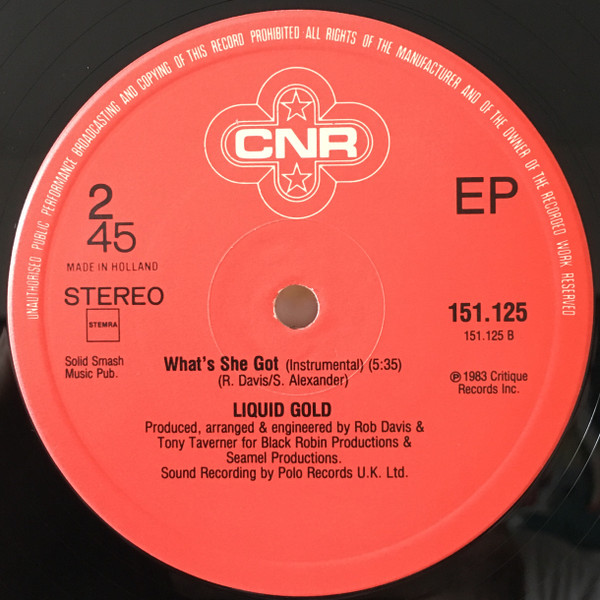 UNAUTHORISED PUBLIC PERFORMANCE BROADCASTING AND COPYING OF THIS RECORD PROHIBITED · ALL RIGHTS OF THE MANUFACTURER AND OF THE OWNER OF THE RECORDED WORK RESERVED
CNR
2
EP
45
MADE IN HOLLAND
STEREO
STEMRA
151.125
151.125 B
Solid Smash
Music Pub.
What's She Got (Instrumental) (5:35)
(R. Davis/S. Alexander)
℗ 1983 Critique
Records Inc.
LIQUID GOLD
Produced, arranged & engineered by Rob Davis &
Tony Taverner for Black Robin Productions &
Seamel Productions.
Sound Recording by Polo Records U.K. Ltd.